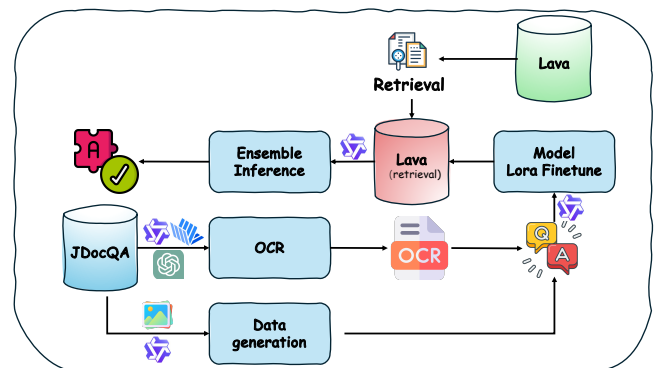 Lava
Retrieval
A
Ensemble
Inference
Lava
(retrieval)
Model
Lora Finetune
JDocQA
OCR
OCR
Q
A
Data
generation